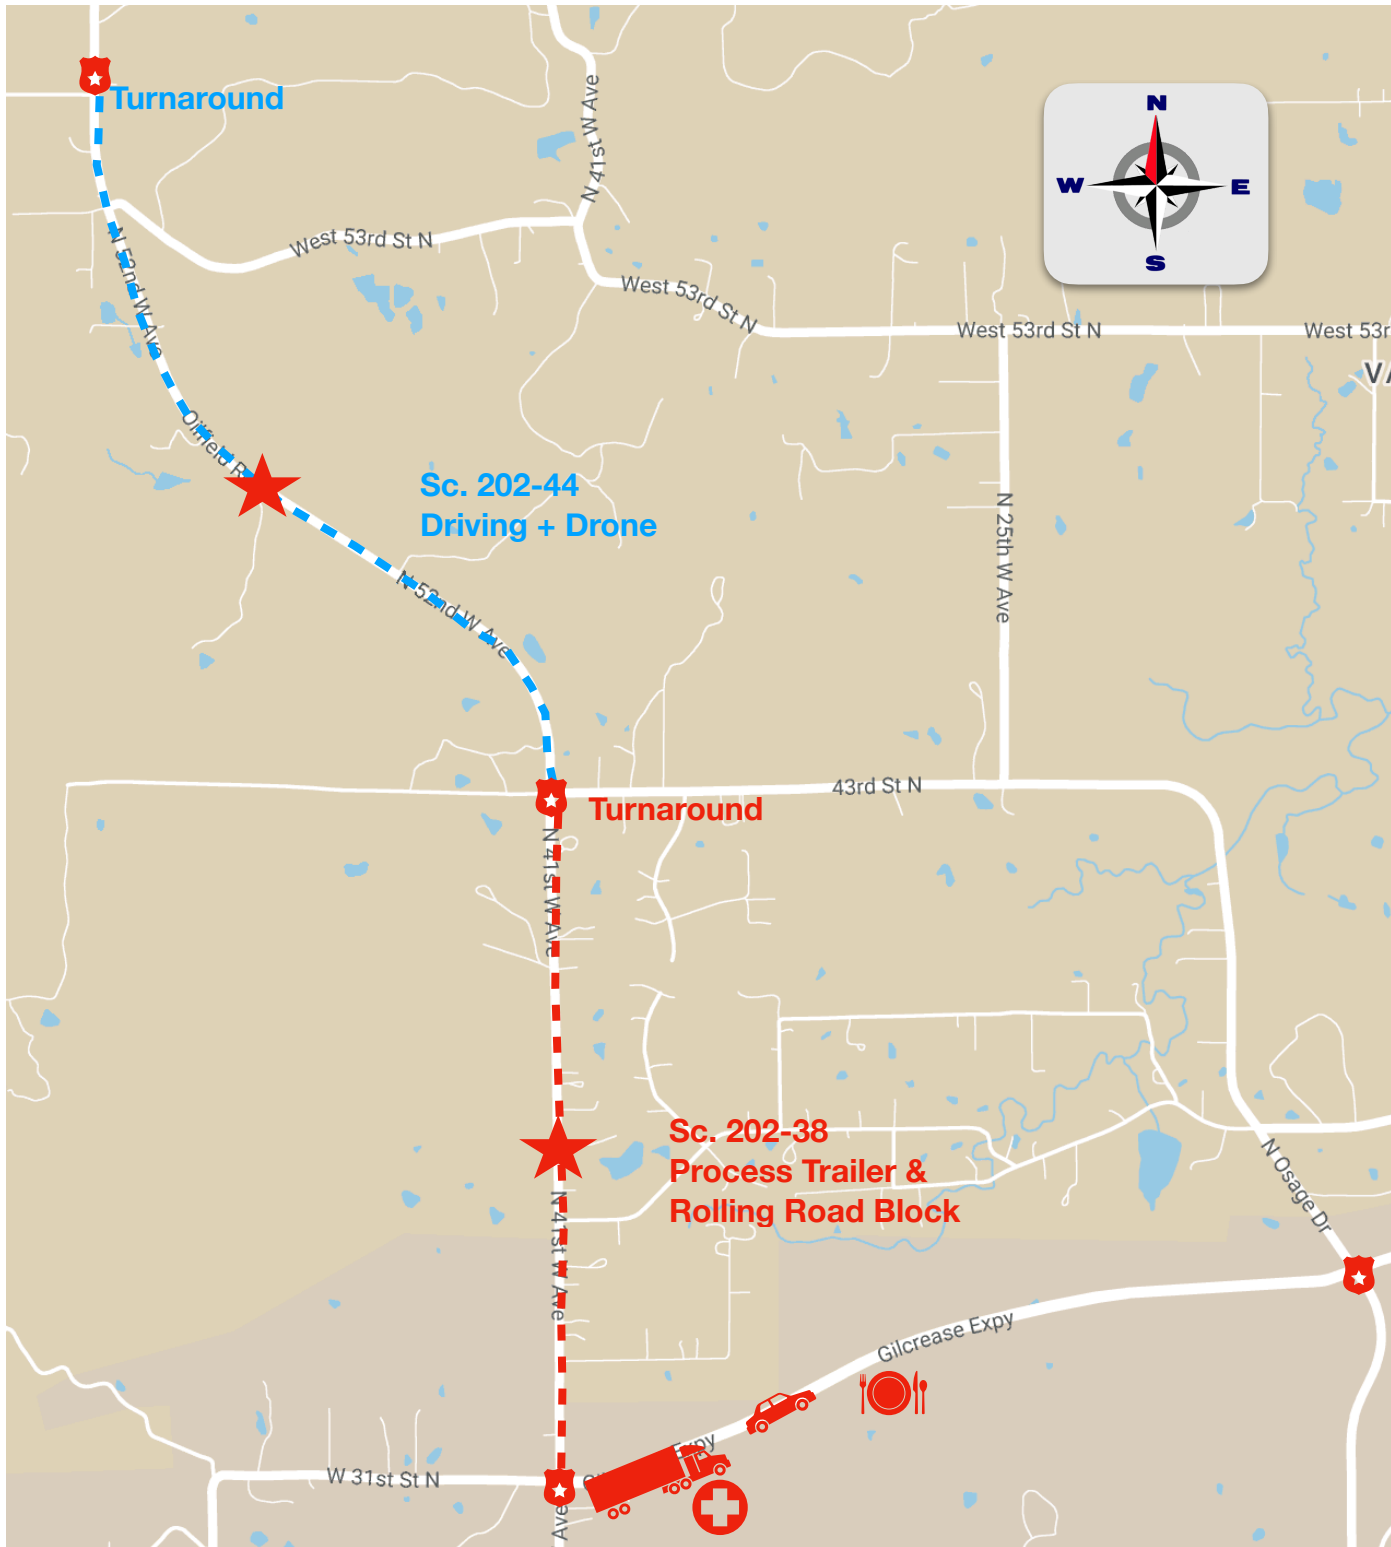 Turnaround
N 41st W Ave
N
W
E
S
N 52nd W Ave
West 53rd St N
West 53rd St N
West 53rd St N
West 53r
VA
Oilfield R
Sc. 202-44
Driving + Drone
N 25th W Ave
N 52nd W Ave
43rd St N
Turnaround
N 41st W Ave
Sc. 202-38
Process Trailer &
Rolling Road Block
N Osage Dr
N 41st W Ave
Gilcrease Expy
Expy
W 31st St N
Ave